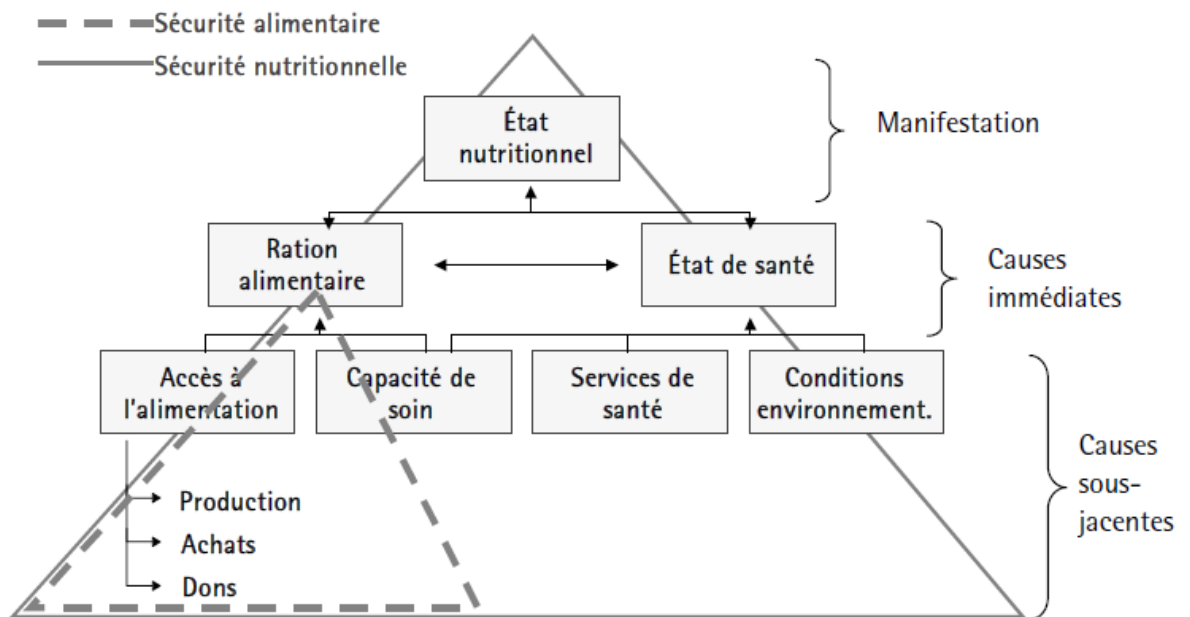 Sécurité alimentaire
Sécurité nutritionnelle
État
nutritionnel
Manifestation
Ration
alimentaire
État de santé
Causes
immédiates
Accès à
l'alimentation
Capacité de
soin
Services de
santé
Conditions
environnement.
Causes
sous-
jacentes
Production
Achats
Dons